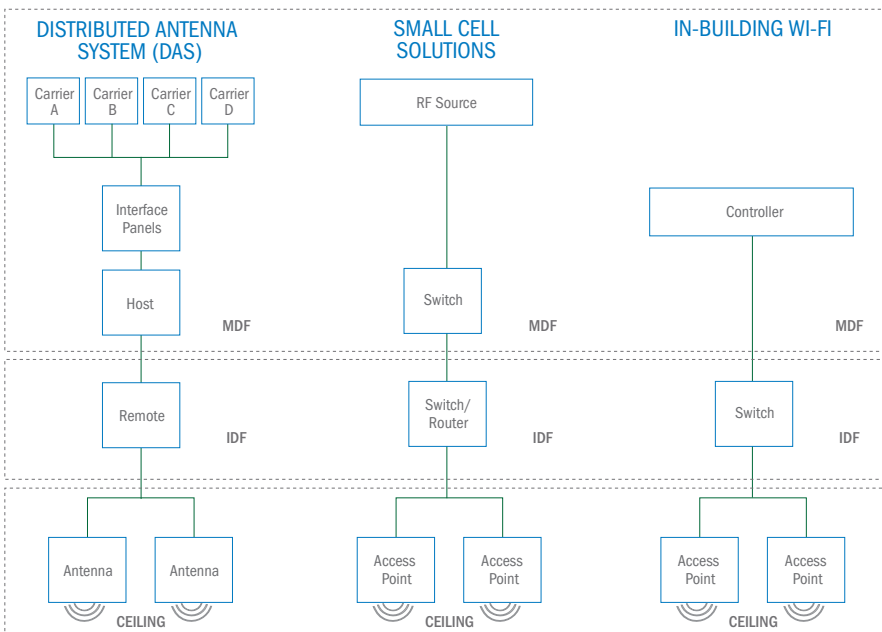 DISTRIBUTED ANTENNA
SYSTEM (DAS)
Carrier
A
Carrier
B
Carrier
C
Carrier
D
Interface
Panels
Host
MDF
Remote
IDF
Antenna
Antenna
CEILING
SMALL CELL
SOLUTIONS
RF Source
Switch
MDF
Switch/
Router
IDF
Access
Point
Access
Point
CEILING
IN-BUILDING WI-FI
Controller
MDF
Switch
IDF
Access
Point
Access
Point
CEILING